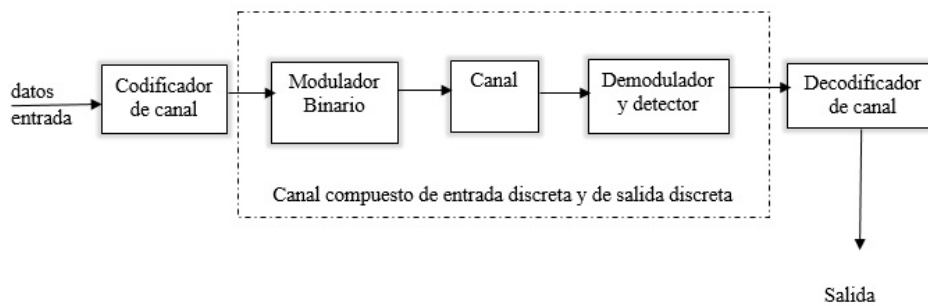 datos
entrada
Codificador
de canal
Modulador
Binario
Canal
Demodulador
y detector
Decodificador
de canal
Canal compuesto de entrada discreta y de salida discreta
Salida